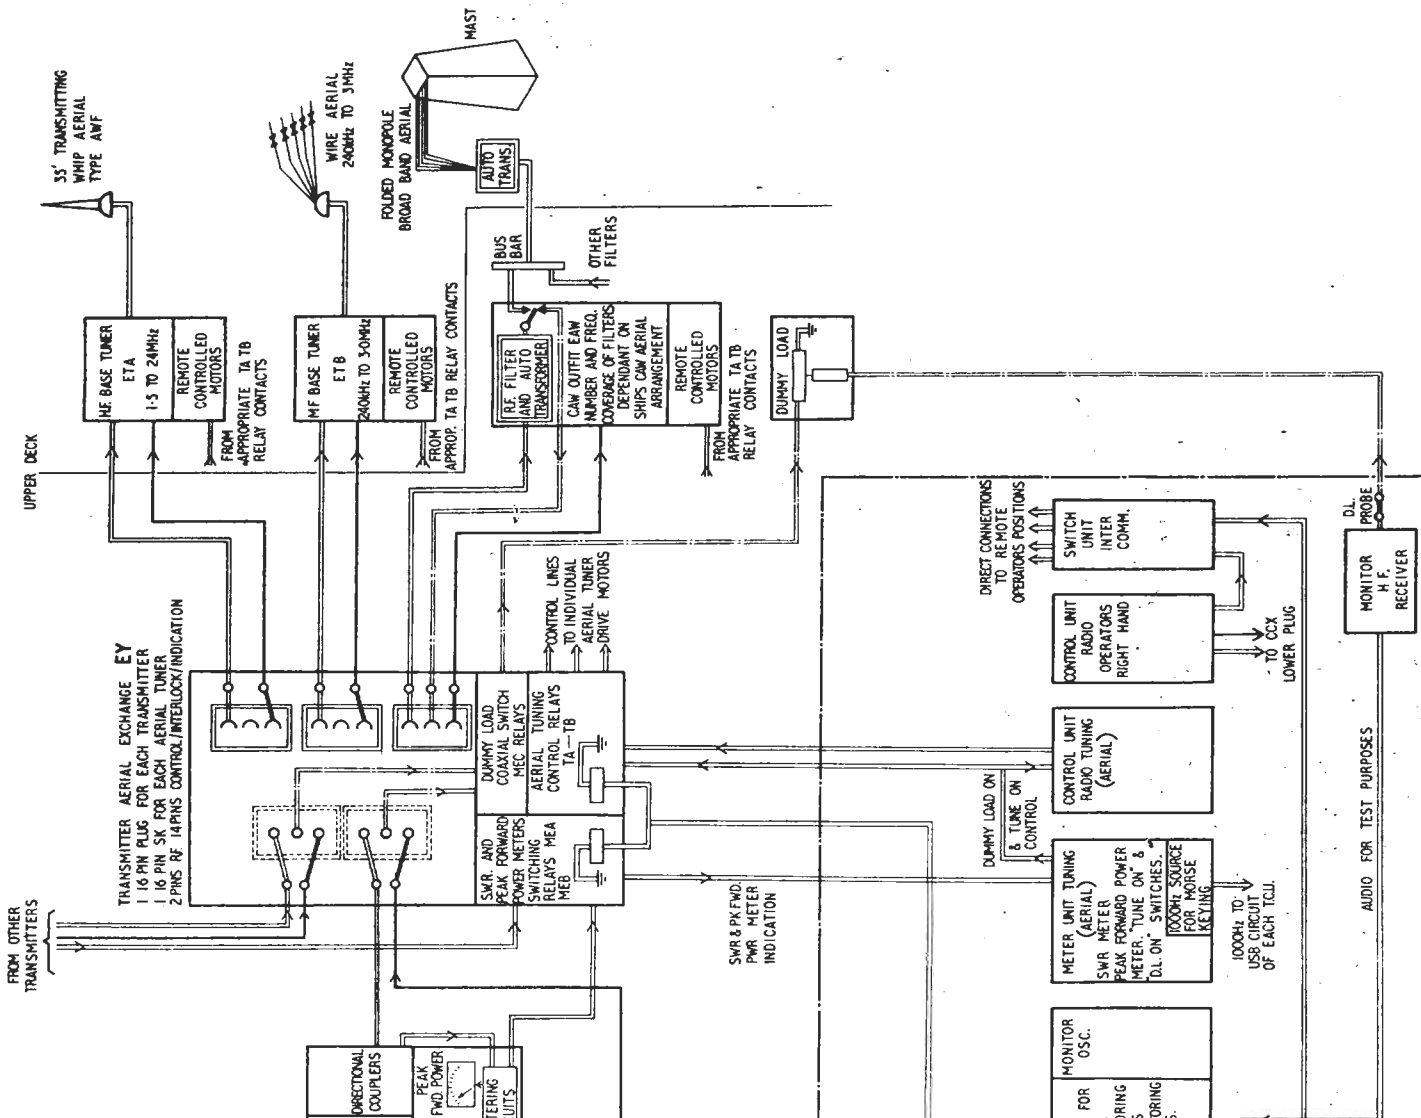 35' TRANSMITTING
WHIP AERIAL
TYPE AWF
WIRE AERIAL
240kHz TO 3MHz
FOLDED MONOPOLE
BROAD BAND AERIAL
MAST
AUTO
TRANS.
BUS
BAR
OTHER
FILTERS
H.F. BASE TUNER
ETA
1·5 TO 24MHz
REMOTE
CONTROLLED
MOTORS
FROM
APPROPRIATE TA TB
RELAY CONTACTS
MF BASE TUNER
ETB
240kHz TO 3·0MHz
REMOTE
CONTROLLED
MOTORS
FROM
APPROP. TA TB RELAY CONTACTS
R.F. FILTER
AND AUTO
TRANSFORMER
CAW OUTFIT EAW
NUMBER AND FREQ.
COVERAGE OF FILTERS
DEPENDANT ON
SHIPS CAW AERIAL
ARRANGEMENT
REMOTE
CONTROLLED
MOTORS
FROM
APPROPRIATE TA TB
RELAY CONTACTS
DUMMY LOAD
UPPER DECK
TRANSMITTER AERIAL EXCHANGE EY
1 16 PIN PLUG FOR EACH TRANSMITTER
1 16 PIN SK FOR EACH AERIAL TUNER
2 PINS RF 14 PINS CONTROL/INTERLOCK/INDICATION
CONTROL LINES
TO INDIVIDUAL
AERIAL TUNER
DRIVE MOTORS
DUMMY LOAD
COAXIAL SWITCH
MEC RELAYS
AERIAL TUNING
CONTROL RELAYS
TA—TB
S.W.R. AND
PEAK FORWARD
POWER METERS
SWITCHING
RELAYS MEA
MEB
FROM OTHER
TRANSMITTERS
SWR & PK FWD.
PWR METER
INDICATION
DUMMY LOAD ON
& TUNE ON
CONTROL
DIRECT CONNECTIONS
TO REMOTE
OPERATORS POSITIONS
SWITCH
UNIT
INTER
COMM.
CONTROL UNIT
RADIO
OPERATORS
RIGHT HAND
TO CCX
LOWER PLUG
CONTROL UNIT
RADIO TUNING
(AERIAL)
METER UNIT TUNING
(AERIAL)
SWR METER
PEAK FORWARD POWER
METER. "TUNE ON" &
"D.L. ON" SWITCHES.
1000Hz SOURCE
FOR MORSE
KEYING
1000Hz TO
USB CIRCUIT
OF EACH T.C.U.
D.L.
PROBE
MONITOR
H.F.
RECEIVER
AUDIO FOR TEST PURPOSES
MONITOR
OSC.
FOR
ORING
TORING
DIRECTIONAL
COUPLERS
PEAK
FWD. POWER
TERING
UITS